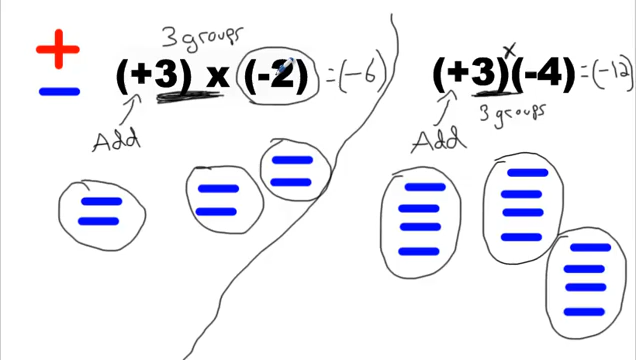 3 groups
(+3) x (-2) = (-6)
Add
(+3) x (-4) = (-12)
3 groups
Add